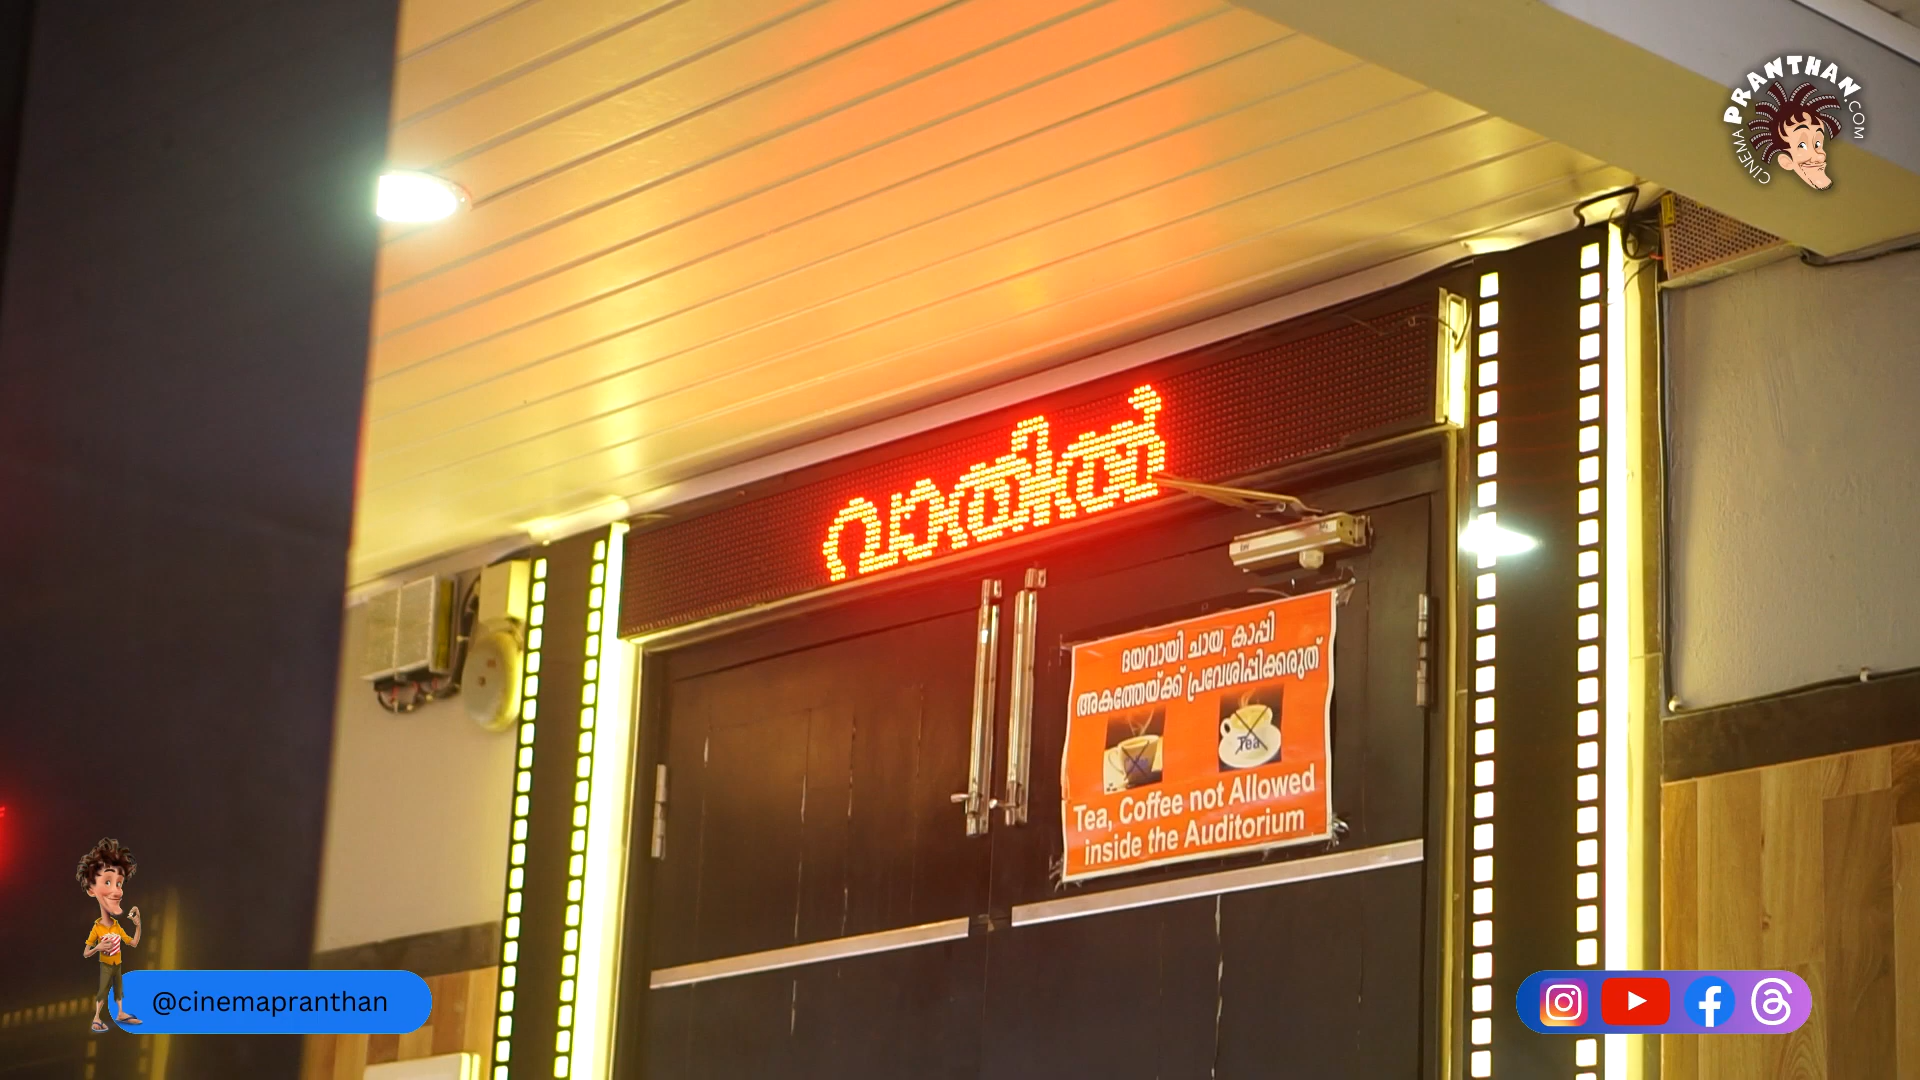 CINEMA PRANTHAN.COM
വാതിൽ
ദയവായി ചായ, കാപ്പി
അകത്തേയ്ക്ക് പ്രവേശിപ്പിക്കരുത്
Tea
Tea, Coffee not Allowed
inside the Auditorium
@cinemapranthan